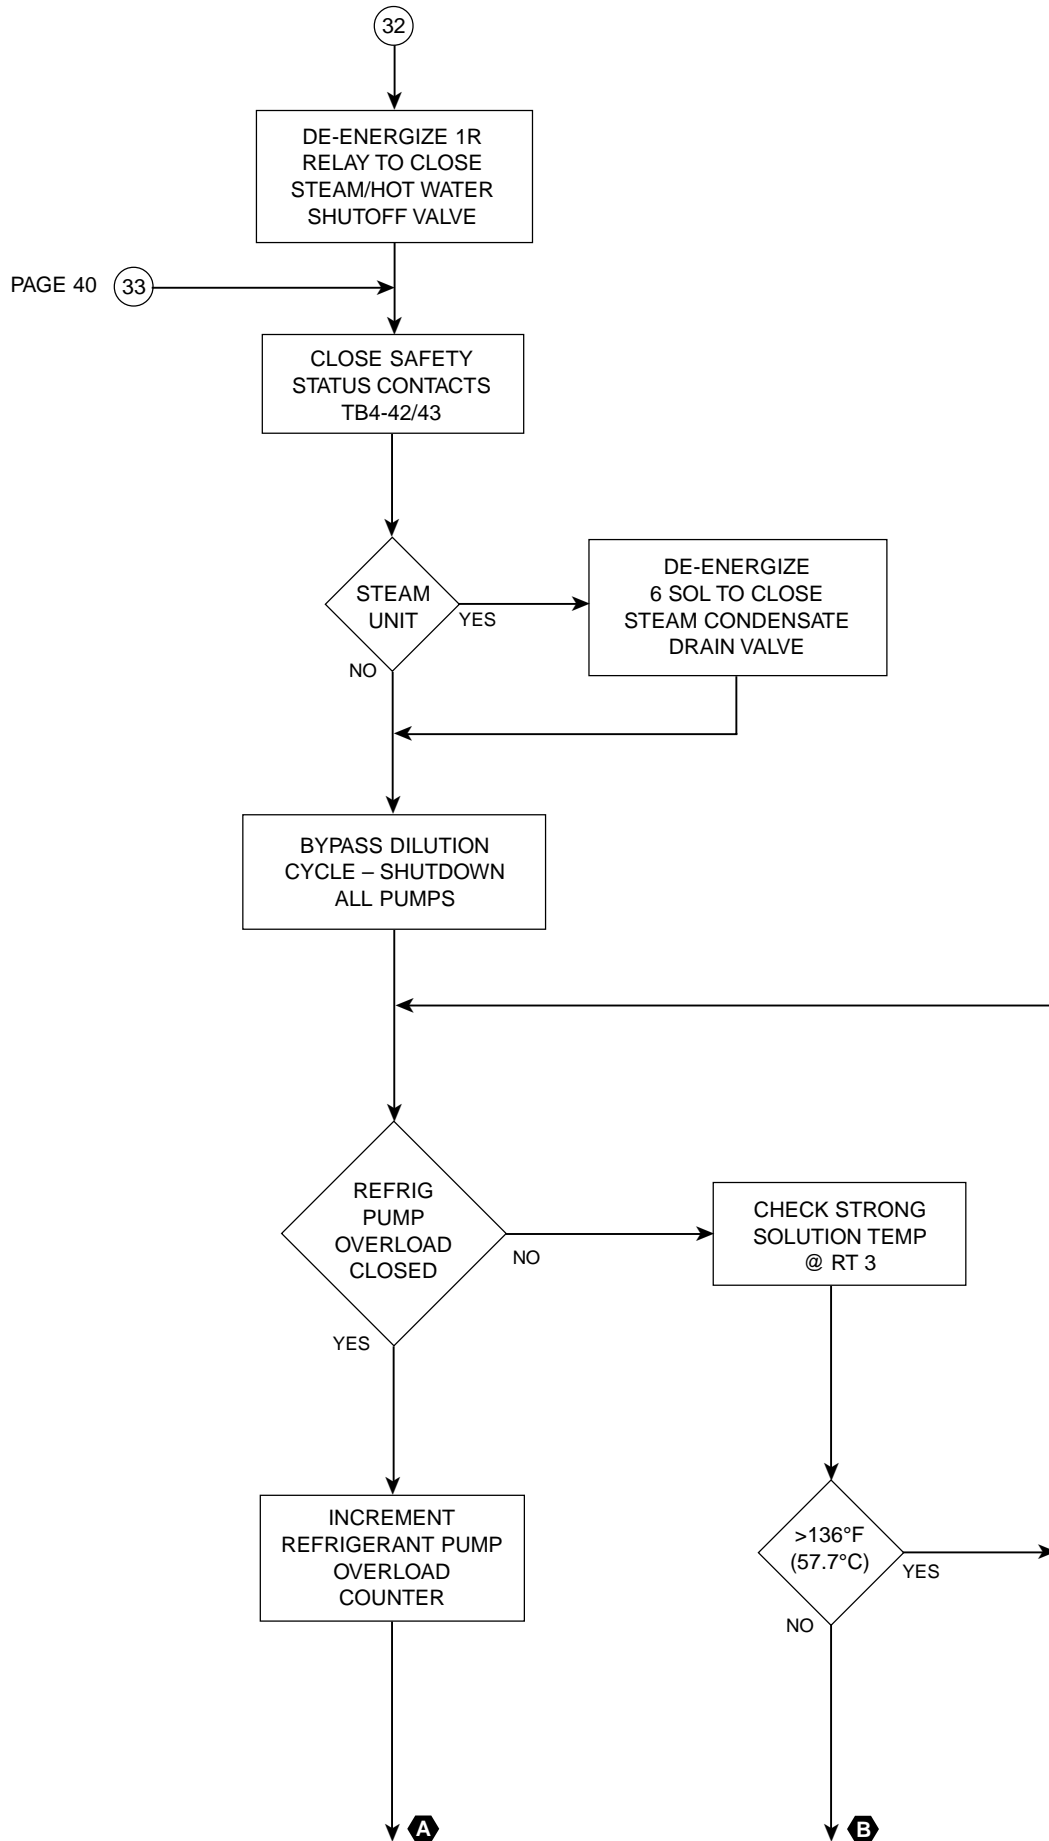 32
DE-ENERGIZE 1R
RELAY TO CLOSE
STEAM/HOT WATER
SHUTOFF VALVE
PAGE 40 33
CLOSE SAFETY
STATUS CONTACTS
TB4-42/43
STEAM
UNIT
YES
NO
DE-ENERGIZE
6 SOL TO CLOSE
STEAM CONDENSATE
DRAIN VALVE
BYPASS DILUTION
CYCLE – SHUTDOWN
ALL PUMPS
REFRIG
PUMP
OVERLOAD
CLOSED
NO
YES
CHECK STRONG
SOLUTION TEMP
@ RT 3
INCREMENT
REFRIGERANT PUMP
OVERLOAD
COUNTER
>136°F
(57.7°C)
YES
NO
A
B